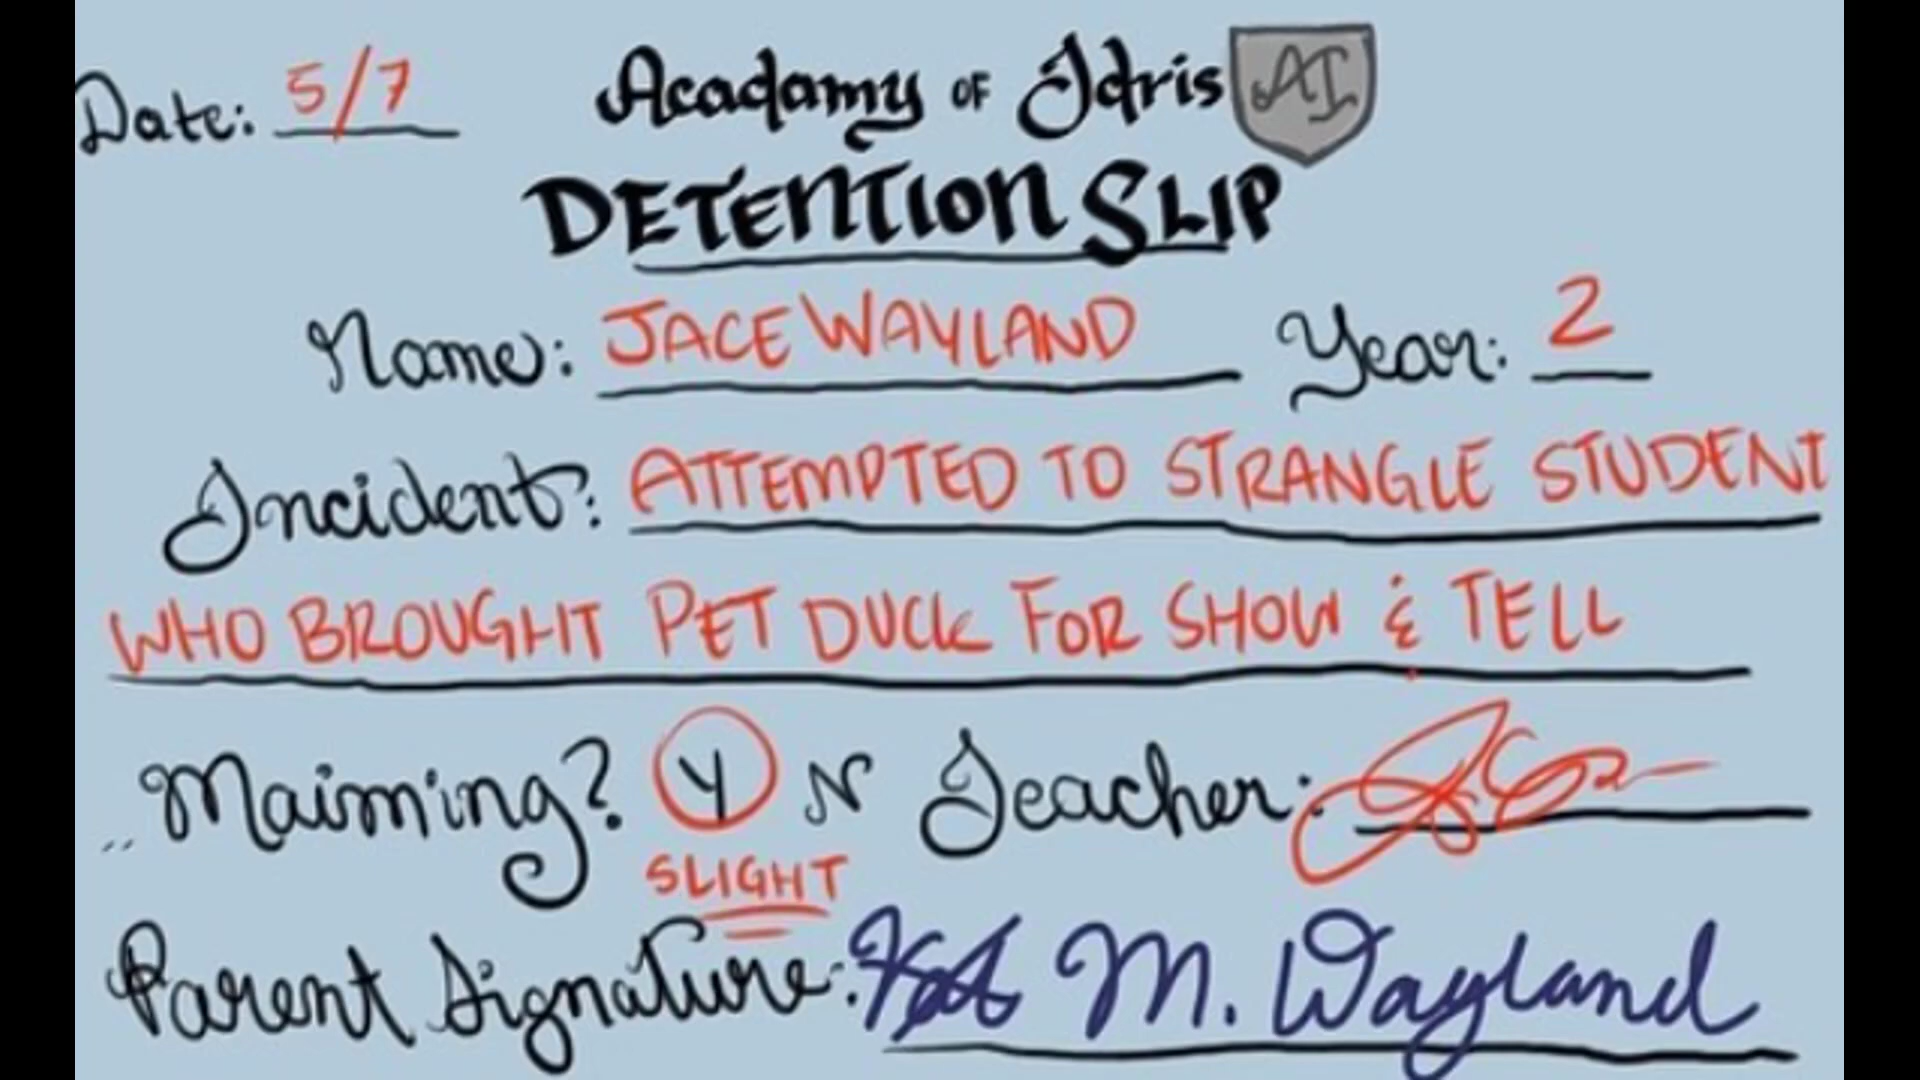 Date: 5/7
Acadamy OF Idris AI
DETENTION SLIP
Name: JACE WAYLAND Year: 2
Incident: ATTEMPTED TO STRANGLE STUDENT
WHO BROUGHT PET DUCK FOR SHOW & TELL
Maiming? Y N Teacher:
SLIGHT
Parent Signature: M. Wayland